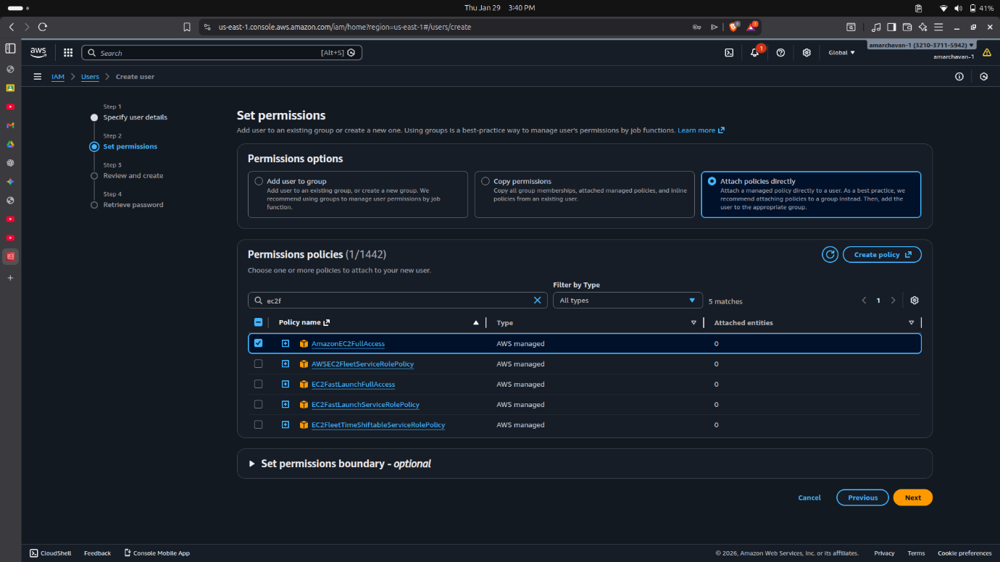 Thu Jan 29 3:40 PM
41%
us-east-1.console.aws.amazon.com/iam/home?region=us-east-1#/users/create
aws
Search
[Alt+S]
1
Global
amarchavan-1 (3210-3711-5942)
amarchavan-1
IAM
Users
Create user
Step 1
Specify user details
Step 2
Set permissions
Step 3
Review and create
Step 4
Retrieve password
Set permissions
Add user to an existing group or create a new one. Using groups is a best-practice way to manage user's permissions by job functions. Learn more
Permissions options
Add user to group
Add user to an existing group, or create a new group. We
recommend using groups to manage user permissions by job
function.
Copy permissions
Copy all group memberships, attached managed policies, and inline
policies from an existing user.
Attach policies directly
Attach a managed policy directly to a user. As a best practice, we
recommend attaching policies to a group instead. Then, add the
user to the appropriate group.
Permissions policies (1/1442)
Create policy
Choose one or more policies to attach to your new user.
Filter by Type
ec2f
All types
5 matches
1
Policy name
Type
Attached entities
AmazonEC2FullAccess AWS managed 0
AWSEC2FleetServiceRolePolicy AWS managed 0
EC2FastLaunchFullAccess AWS managed 0
EC2FastLaunchServiceRolePolicy AWS managed 0
EC2FleetTimeShiftableServiceRolePolicy AWS managed 0
Set permissions boundary - optional
Cancel
Previous
Next
CloudShell
Feedback
Console Mobile App
© 2026, Amazon Web Services, Inc. or its affiliates.
Privacy
Terms
Cookie preferences